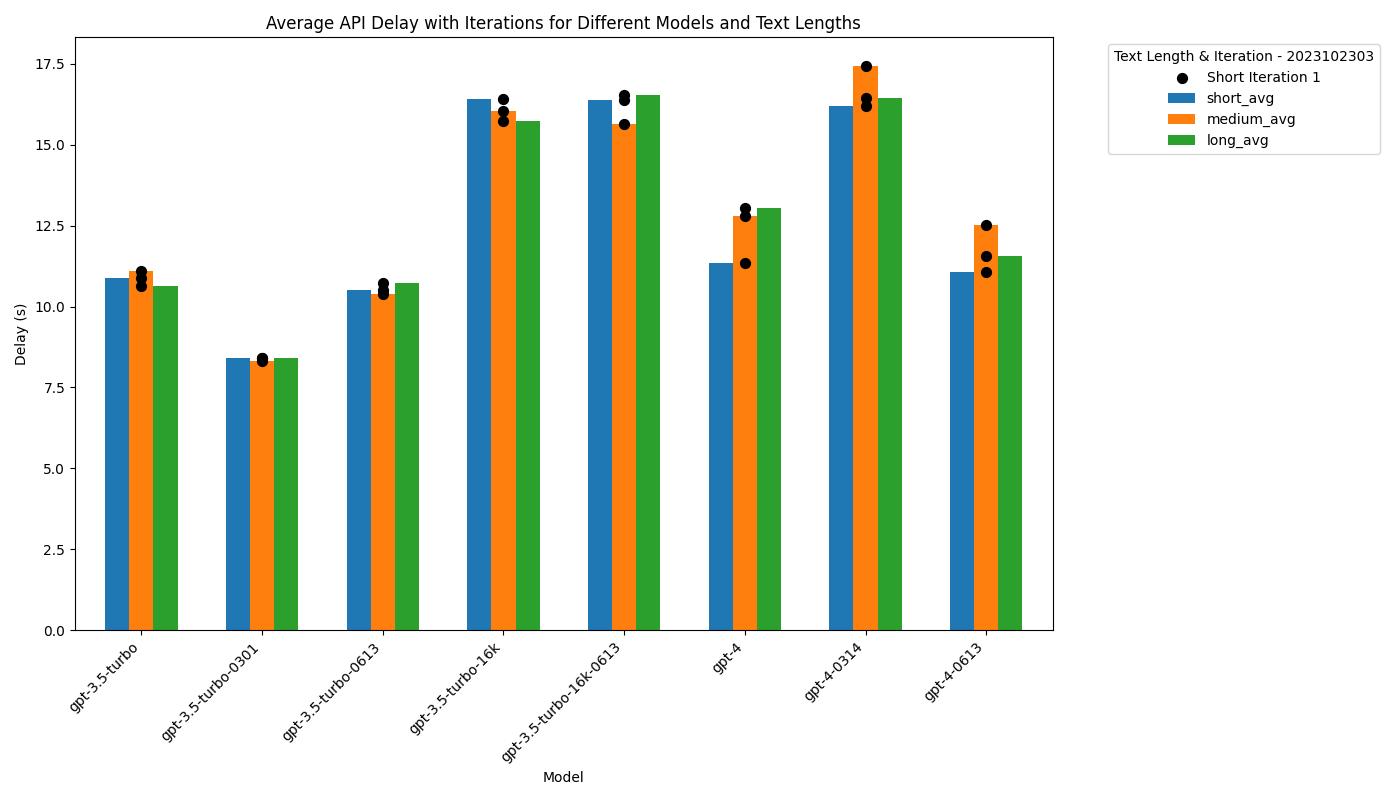 Average API Delay with Iterations for Different Models and Text Lengths
Text Length & Iteration - 2023102303
Short Iteration 1
short_avg
medium_avg
long_avg
Delay (s)
17.5
15.0
12.5
10.0
7.5
5.0
2.5
0.0
gpt-3.5-turbo
gpt-3.5-turbo-0301
gpt-3.5-turbo-0613
gpt-3.5-turbo-16k
gpt-3.5-turbo-16k-0613
gpt-4
gpt-4-0314
gpt-4-0613
Model